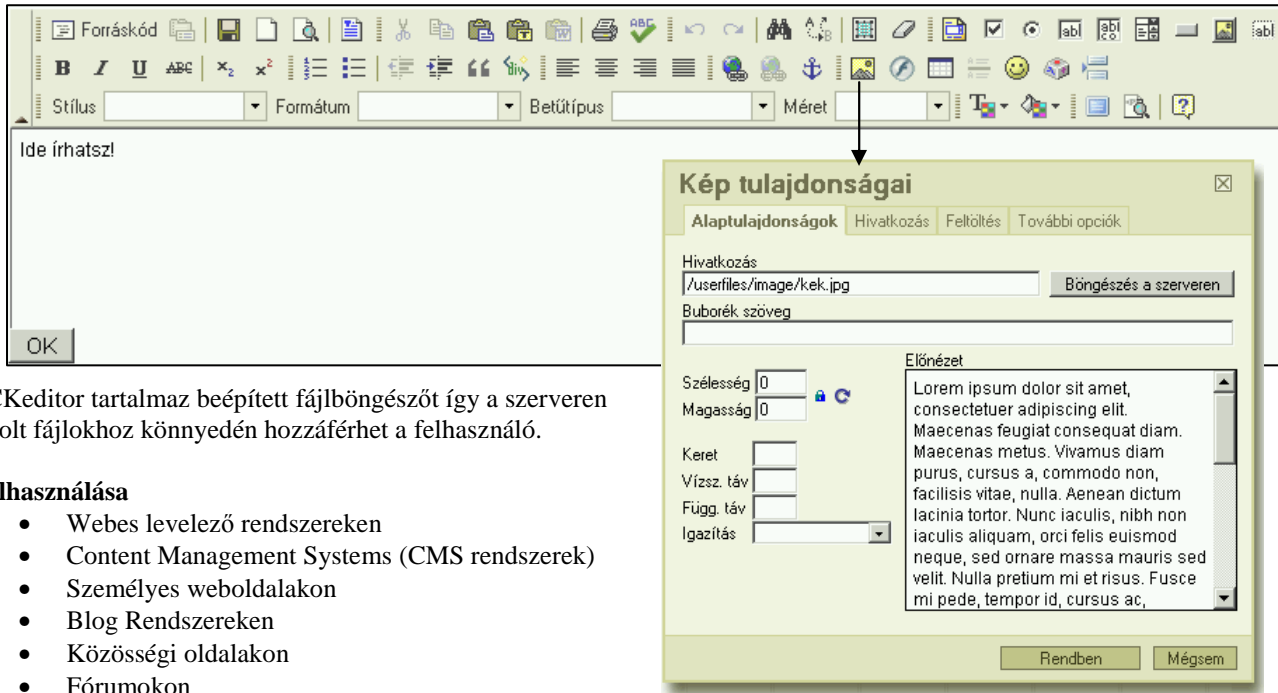 Forráskód
B I U ABC x₂ x²
Stílus Formátum Betűtípus Méret
Ide írhatsz!
OK
Kép tulajdonságai
Alaptulajdonságok Hivatkozás Feltöltés További opciók
Hivatkozás
/userfiles/image/kek.jpg Böngészés a szerveren
Buborék szöveg
Szélesség 0
Magasság 0
Keret
Vízsz. táv
Függ. táv
Igazítás
Előnézet
Lorem ipsum dolor sit amet,
consectetuer adipiscing elit.
Maecenas feugiat consequat diam.
Maecenas metus. Vivamus diam
purus, cursus a, commodo non,
facilisis vitae, nulla. Aenean dictum
lacinia tortor. Nunc iaculis, nibh non
iaculis aliquam, orci felis euismod
neque, sed ornare massa mauris sed
velit. Nulla pretium mi et risus. Fusce
mi pede, tempor id, cursus ac,
Rendben Mégsem
Keditor tartalmaz beépített fájlböngészőt így a szerveren
olt fájlokhoz könnyedén hozzáférhet a felhasználó.
lhasználása
• Webes levelező rendszereken
• Content Management Systems (CMS rendszerek)
• Személyes weboldalakon
• Blog Rendszereken
• Közösségi oldalakon
• Fórumokon